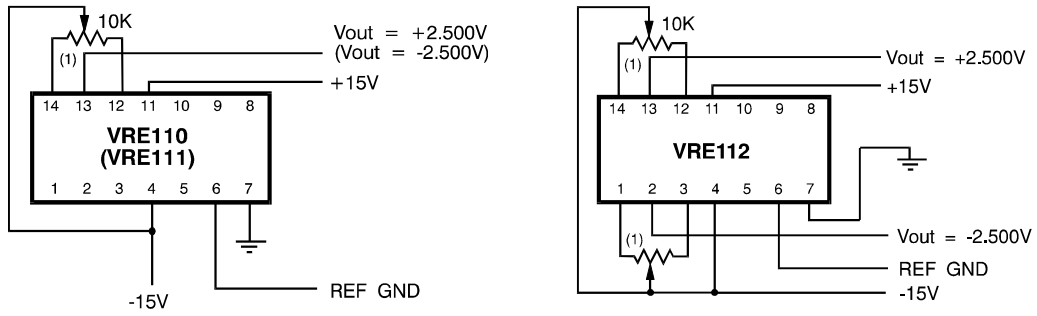 10K
Vout = +2.500V
(Vout = -2.500V)
(1)
+15V
14 13 12 11 10 9 8
VRE110
(VRE111)
1 2 3 4 5 6 7
-15V
REF GND
10K
(1)
Vout = +2.500V
+15V
14 13 12 11 10 9 8
VRE112
1 2 3 4 5 6 7
(1)
Vout = -2.500V
REF GND
-15V